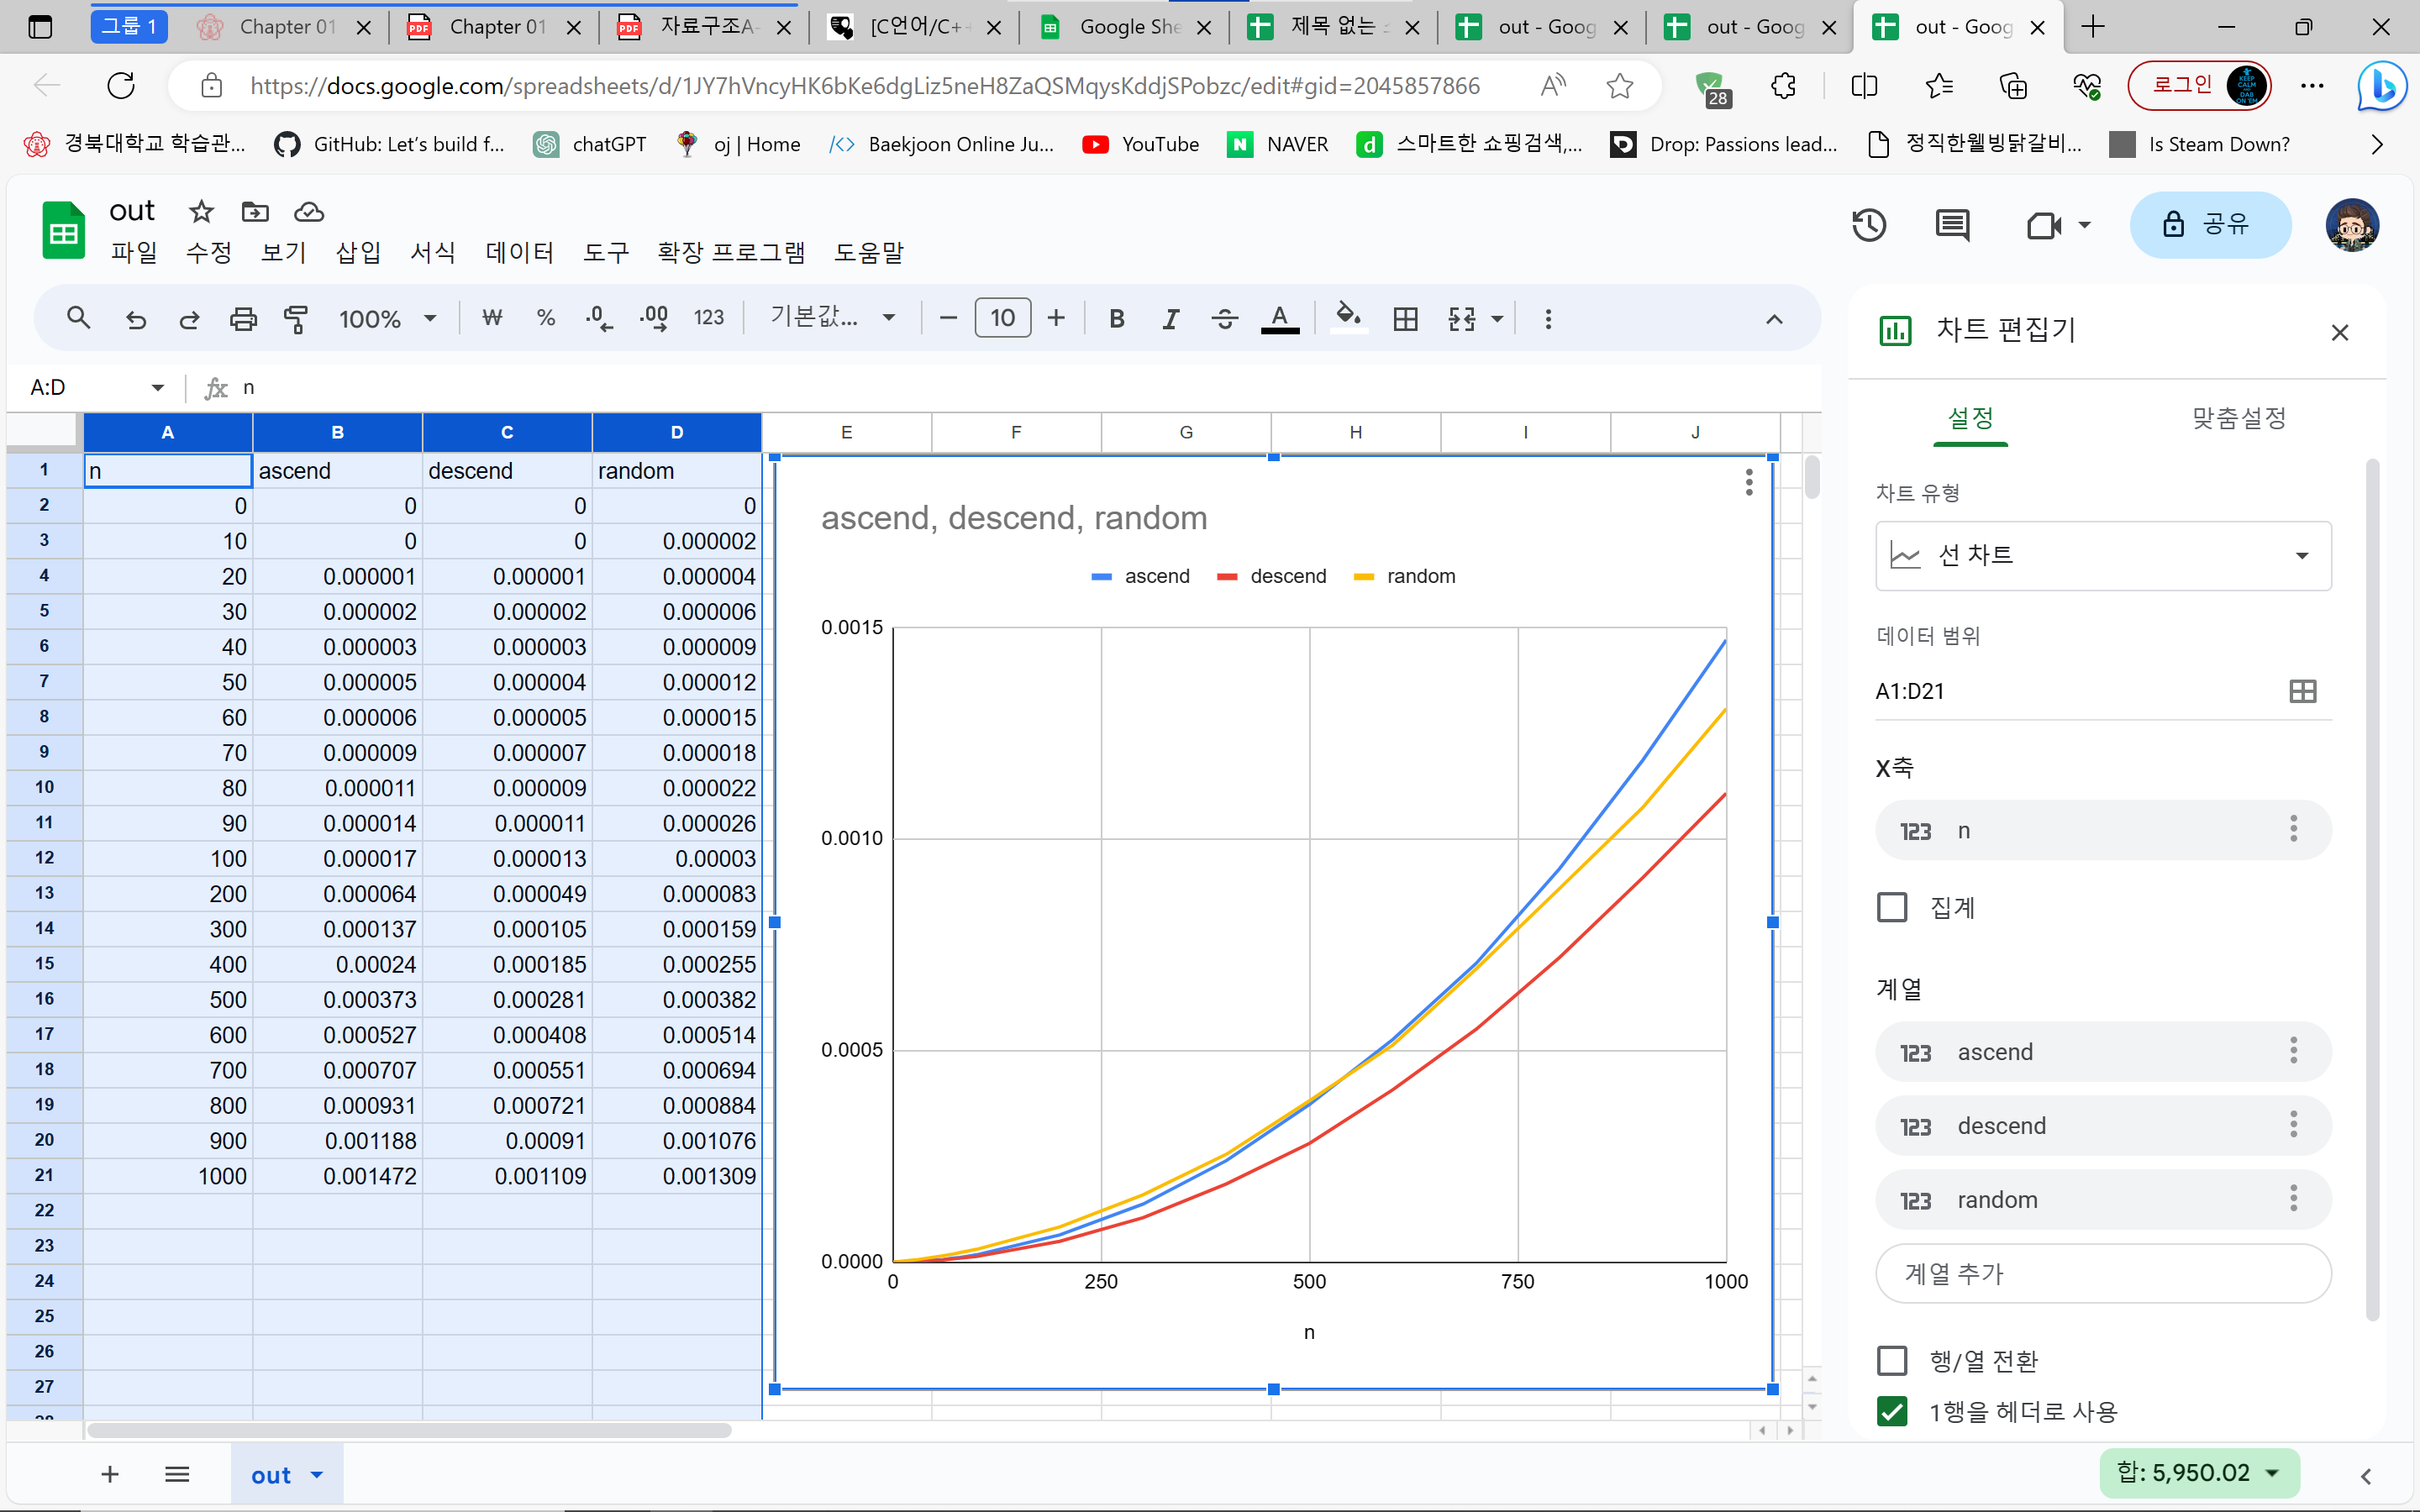 그룹 1 Chapter 01 Chapter 01 자료구조A- [C언어/C+ Google She 제목 없는 out - Goog out - Goog out - Goog
https://docs.google.com/spreadsheets/d/1JY7hVncyHK6bKe6dgLiz5neH8ZaQSMqysKddjSPobzc/edit#gid=2045857866 28 로그인
경북대학교 학습관... GitHub: Let's build f... chatGPT oj | Home Baekjoon Online Ju... YouTube NAVER 스마트한 쇼핑검색,... Drop: Passions lead... 정직한웰빙닭갈비... Is Steam Down?
out
파일 수정 보기 삽입 서식 데이터 도구 확장 프로그램 도움말
공유
100% ₩ % .0 .00 123 기본값... 10 B I S A
차트 편집기
A:D fx n
설정 맞춤설정
A B C D E F G H I J
1 n ascend descend random
2 0 0 0 0
3 10 0 0 0.000002
4 20 0.000001 0.000001 0.000004
5 30 0.000002 0.000002 0.000006
6 40 0.000003 0.000003 0.000009
7 50 0.000005 0.000004 0.000012
8 60 0.000006 0.000005 0.000015
9 70 0.000009 0.000007 0.000018
10 80 0.000011 0.000009 0.000022
11 90 0.000014 0.000011 0.000026
12 100 0.000017 0.000013 0.00003
13 200 0.000064 0.000049 0.000083
14 300 0.000137 0.000105 0.000159
15 400 0.00024 0.000185 0.000255
16 500 0.000373 0.000281 0.000382
17 600 0.000527 0.000408 0.000514
18 700 0.000707 0.000551 0.000694
19 800 0.000931 0.000721 0.000884
20 900 0.001188 0.00091 0.001076
21 1000 0.001472 0.001109 0.001309
22
23
24
25
26
27
28
ascend, descend, random
ascend descend random
0.0015
0.0010
0.0005
0.0000
0 250 500 750 1000
n
차트 유형
선 차트
데이터 범위
A1:D21
X축
123 n
집계
계열
123 ascend
123 descend
123 random
계열 추가
행/열 전환
1행을 헤더로 사용
out
합: 5,950.02